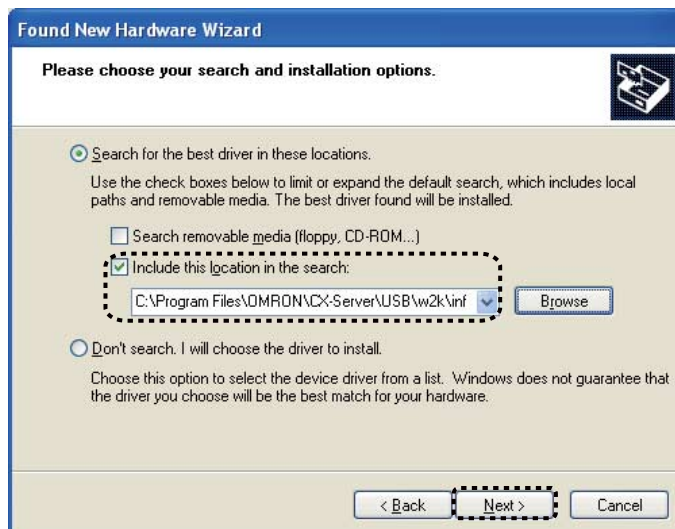 Found New Hardware Wizard
Please choose your search and installation options.
Search for the best driver in these locations.
Use the check boxes below to limit or expand the default search, which includes local
paths and removable media. The best driver found will be installed.
Search removable media (floppy, CD-ROM...)
Include this location in the search:
C:\Program Files\OMRON\CX-Server\USB\w2k\inf
Browse
Don't search. I will choose the driver to install.
Choose this option to select the device driver from a list.  Windows does not guarantee that
the driver you choose will be the best match for your hardware.
< Back Next > Cancel